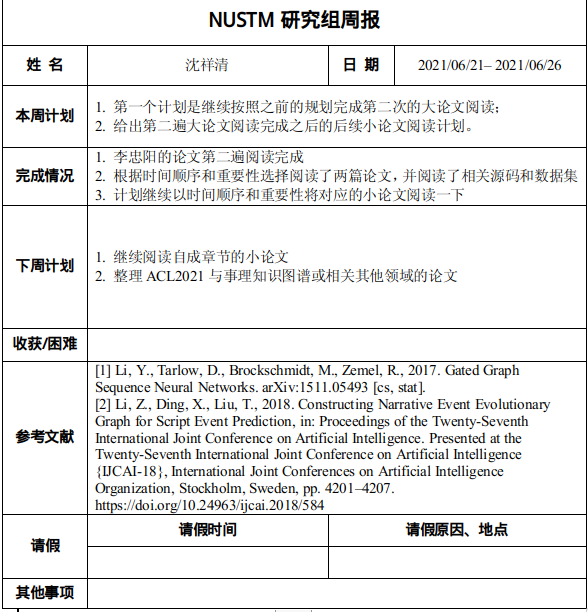 NUSTM 研究组周报
姓 名 沈祥清 日 期 2021/06/21– 2021/06/26
本周计划
1. 第一个计划是继续按照之前的规划完成第二次的大论文阅读;
2. 给出第二遍大论文阅读完成之后的后续小论文阅读计划。
完成情况
1. 李忠阳的论文第二遍阅读完成
2. 根据时间顺序和重要性选择阅读了两篇论文,并阅读了相关源码和数据集
3. 计划继续以时间顺序和重要性将对应的小论文阅读一下
下周计划
1. 继续阅读自成章节的小论文
2. 整理 ACL2021 与事理知识图谱或相关其他领域的论文
收获/困难
参考文献
[1] Li, Y., Tarlow, D., Brockschmidt, M., Zemel, R., 2017. Gated Graph
Sequence Neural Networks. arXiv:1511.05493 [cs, stat].
[2] Li, Z., Ding, X., Liu, T., 2018. Constructing Narrative Event Evolutionary
Graph for Script Event Prediction, in: Proceedings of the Twenty-Seventh
International Joint Conference on Artificial Intelligence. Presented at the
Twenty-Seventh International Joint Conference on Artificial Intelligence
{IJCAI-18}, International Joint Conferences on Artificial Intelligence
Organization, Stockholm, Sweden, pp. 4201–4207.
https://doi.org/10.24963/ijcai.2018/584
请假
请假时间 请假原因、地点
其他事项